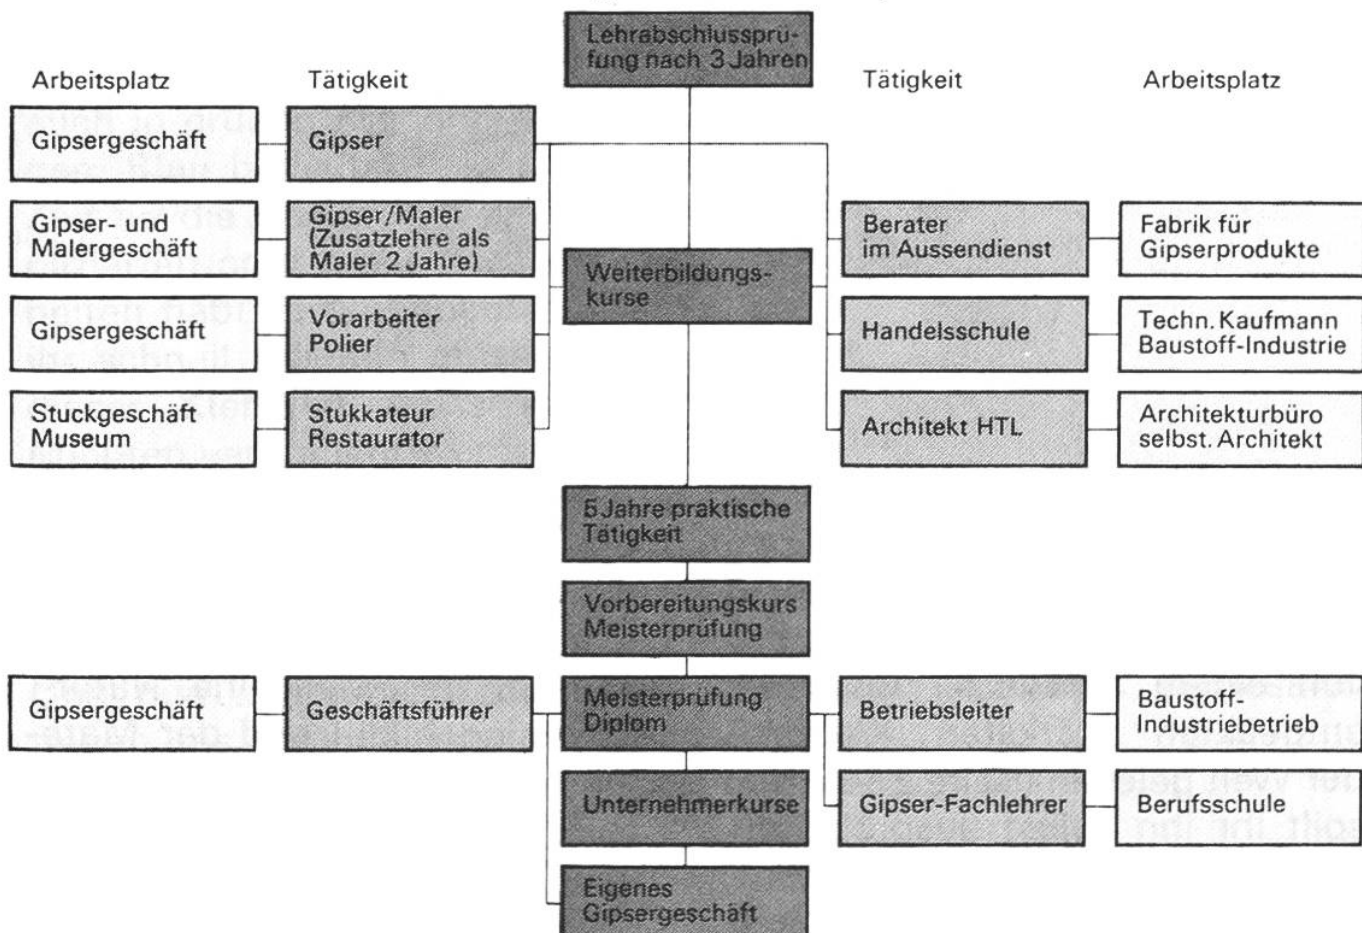 Lehrabschlussprü-
fung nach 3 Jahren
Arbeitsplatz
Tätigkeit
Tätigkeit
Arbeitsplatz
Gipsergeschäft
Gipser
Gipser- und
Malergeschäft
Gipser/Maler
(Zusatzlehre als
Maler 2 Jahre)
Weiterbildungs-
kurse
Berater
im Aussendienst
Fabrik für
Gipserprodukte
Gipsergeschäft
Vorarbeiter
Polier
Handelsschule
Techn. Kaufmann
Baustoff-Industrie
Stuckgeschäft
Museum
Stukkateur
Restaurator
Architekt HTL
Architekturbüro
selbst. Architekt
5 Jahre praktische
Tätigkeit
Vorbereitungskurs
Meisterprüfung
Gipsergeschäft
Geschäftsführer
Meisterprüfung
Diplom
Betriebsleiter
Baustoff-
Industriebetrieb
Unternehmerkurse
Gipser-Fachlehrer
Berufsschule
Eigenes
Gipsergeschäft